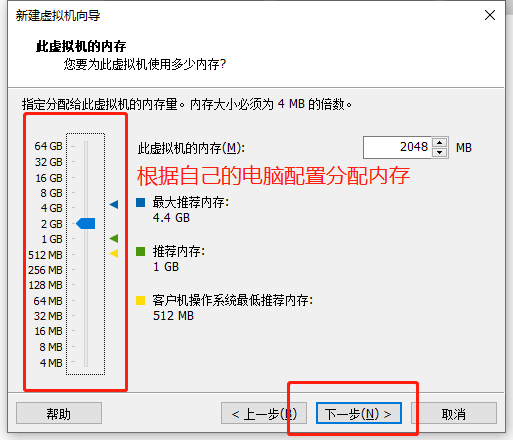 新建虚拟机向导
此虚拟机的内存
您要为此虚拟机使用多少内存?
指定分配给此虚拟机的内存量。内存大小必须为 4 MB 的倍数。
64 GB
32 GB
16 GB
8 GB
4 GB
2 GB
1 GB
512 MB
256 MB
128 MB
64 MB
32 MB
16 MB
8 MB
4 MB
此虚拟机的内存(M): 2048 MB
根据自己的电脑配置分配内存
最大推荐内存:
4.4 GB
推荐内存:
1 GB
客户机操作系统最低推荐内存:
512 MB
帮助 < 上一步(B) 下一步(N) > 取消